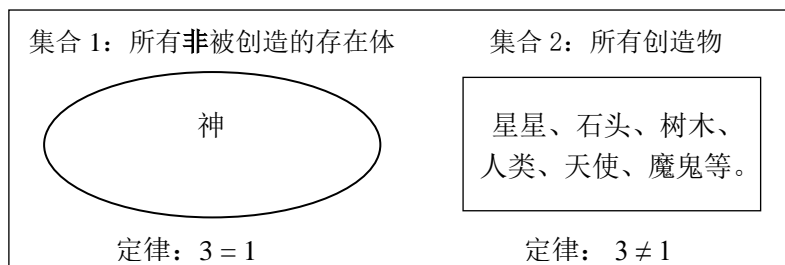 集合 1：所有非被创造的存在体
集合 2：所有创造物
神
星星、石头、树木、
人类、天使、魔鬼等。
定律：3 = 1
定律： 3 ≠ 1